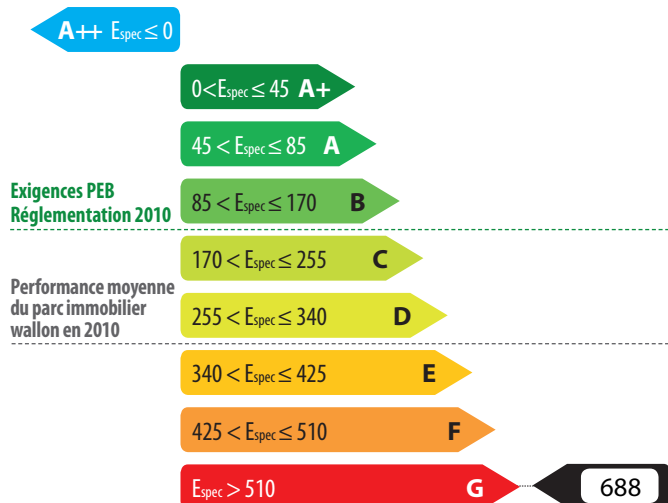 A++ Espec ≤ 0
0<Espec ≤ 45 A+
45 < Espec ≤ 85 A
Exigences PEB
Réglementation 2010
85 < Espec ≤ 170 B
170 < Espec ≤ 255 C
Performance moyenne
du parc immobilier
wallon en 2010
255 < Espec ≤ 340 D
340 < Espec ≤ 425 E
425 < Espec ≤ 510 F
Espec > 510 G
688